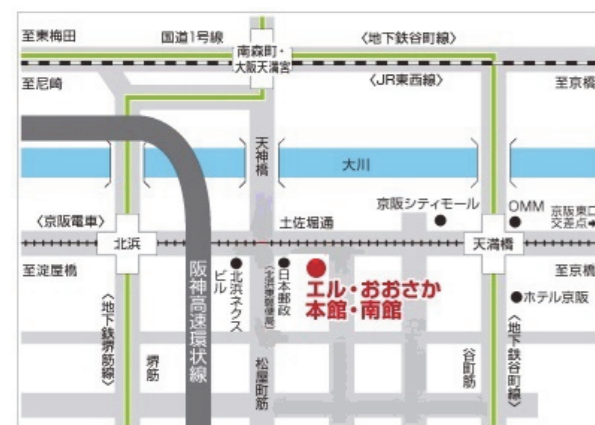 至東梅田
国道1号線
南森町・
大阪天満宮
〈地下鉄谷町線〉
至尼崎
〈JR東西線〉
至京橋
天神橋
大川
京阪シティモール
OMM
京阪東口
交差点
〈京阪電車〉
土佐堀通
北浜
天満橋
至淀屋橋
阪神高速環状線
北浜ネクス
ビル
日本郵政
〈北浜東郵便局〉
エル・おおさか
本館・南館
至京橋
ホテル京阪
〈地下鉄堺筋線〉
堺筋
松屋町筋
谷町筋
〈地下鉄谷町線〉